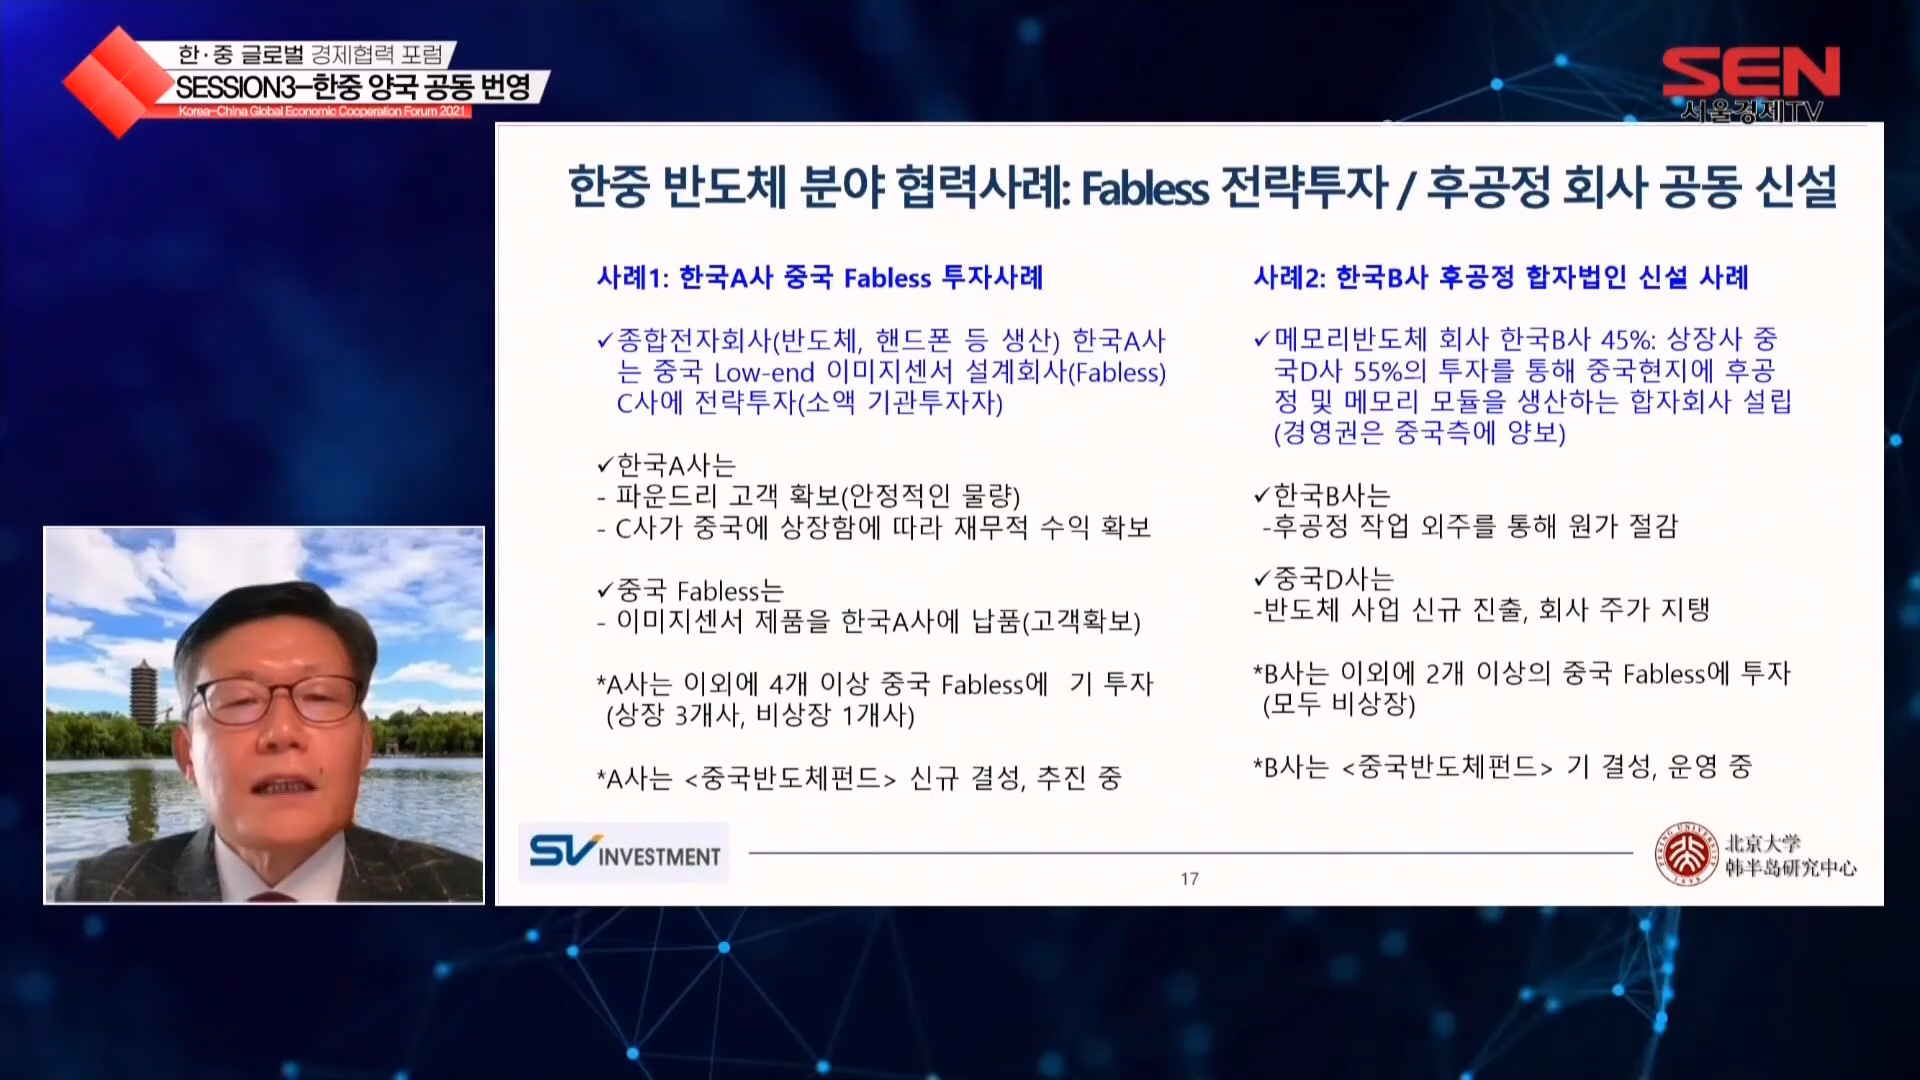 한·중 글로벌 경제협력 포럼
SESSION3-한중 양국 공동 번영
Korea-China Global Economic Cooperation Forum 2021
SEN
서울경제TV
한중 반도체 분야 협력사례: Fabless 전략투자 / 후공정 회사 공동 신설
사례1: 한국A사 중국 Fabless 투자사례
✓종합전자회사(반도체, 핸드폰 등 생산) 한국A사
는 중국 Low-end 이미지센서 설계회사(Fabless)
C사에 전략투자(소액 기관투자자)
✓한국A사는
- 파운드리 고객 확보(안정적인 물량)
- C사가 중국에 상장함에 따라 재무적 수익 확보
✓중국 Fabless는
- 이미지센서 제품을 한국A사에 납품(고객확보)
*A사는 이외에 4개 이상 중국 Fabless에 기 투자
(상장 3개사, 비상장 1개사)
*A사는 <중국반도체펀드> 신규 결성, 추진 중
사례2: 한국B사 후공정 합자법인 신설 사례
✓메모리반도체 회사 한국B사 45%: 상장사 중
국D사 55%의 투자를 통해 중국현지에 후공
정 및 메모리 모듈을 생산하는 합자회사 설립
(경영권은 중국측에 양보)
✓한국B사는
-후공정 작업 외주를 통해 원가 절감
✓중국D사는
-반도체 사업 신규 진출, 회사 주가 지탱
*B사는 이외에 2개 이상의 중국 Fabless에 투자
(모두 비상장)
*B사는 <중국반도체펀드> 기 결성, 운영 중
SV INVESTMENT
17
PEKING UNIVERSITY
1898
北京大学
韩半岛研究中心